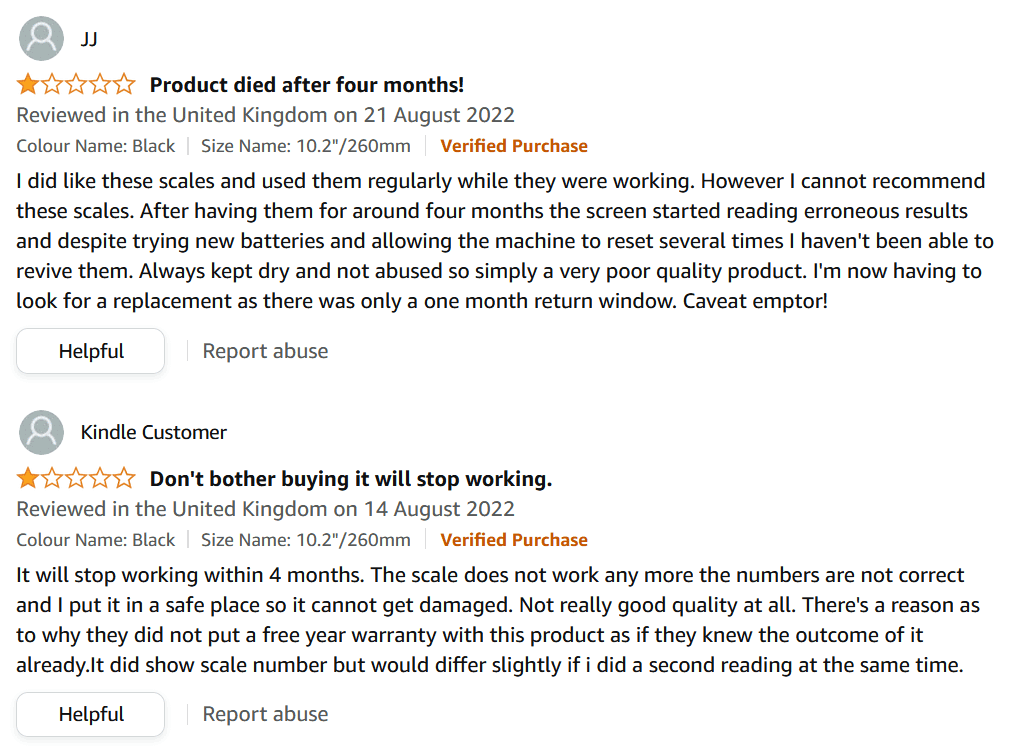 JJ
Product died after four months!
Reviewed in the United Kingdom on 21 August 2022
Colour Name: Black | Size Name: 10.2"/260mm | Verified Purchase
I did like these scales and used them regularly while they were working. However I cannot recommend
these scales. After having them for around four months the screen started reading erroneous results
and despite trying new batteries and allowing the machine to reset several times I haven't been able to
revive them. Always kept dry and not abused so simply a very poor quality product. I'm now having to
look for a replacement as there was only a one month return window. Caveat emptor!
Helpful | Report abuse
Kindle Customer
Don't bother buying it will stop working.
Reviewed in the United Kingdom on 14 August 2022
Colour Name: Black | Size Name: 10.2"/260mm | Verified Purchase
It will stop working within 4 months. The scale does not work any more the numbers are not correct
and I put it in a safe place so it cannot get damaged. Not really good quality at all. There's a reason as
to why they did not put a free year warranty with this product as if they knew the outcome of it
already.It did show scale number but would differ slightly if i did a second reading at the same time.
Helpful | Report abuse